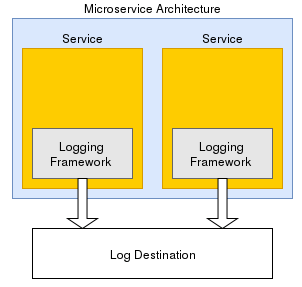 Microservice Architecture
Service
Service
Logging
Framework
Logging
Framework
Log Destination